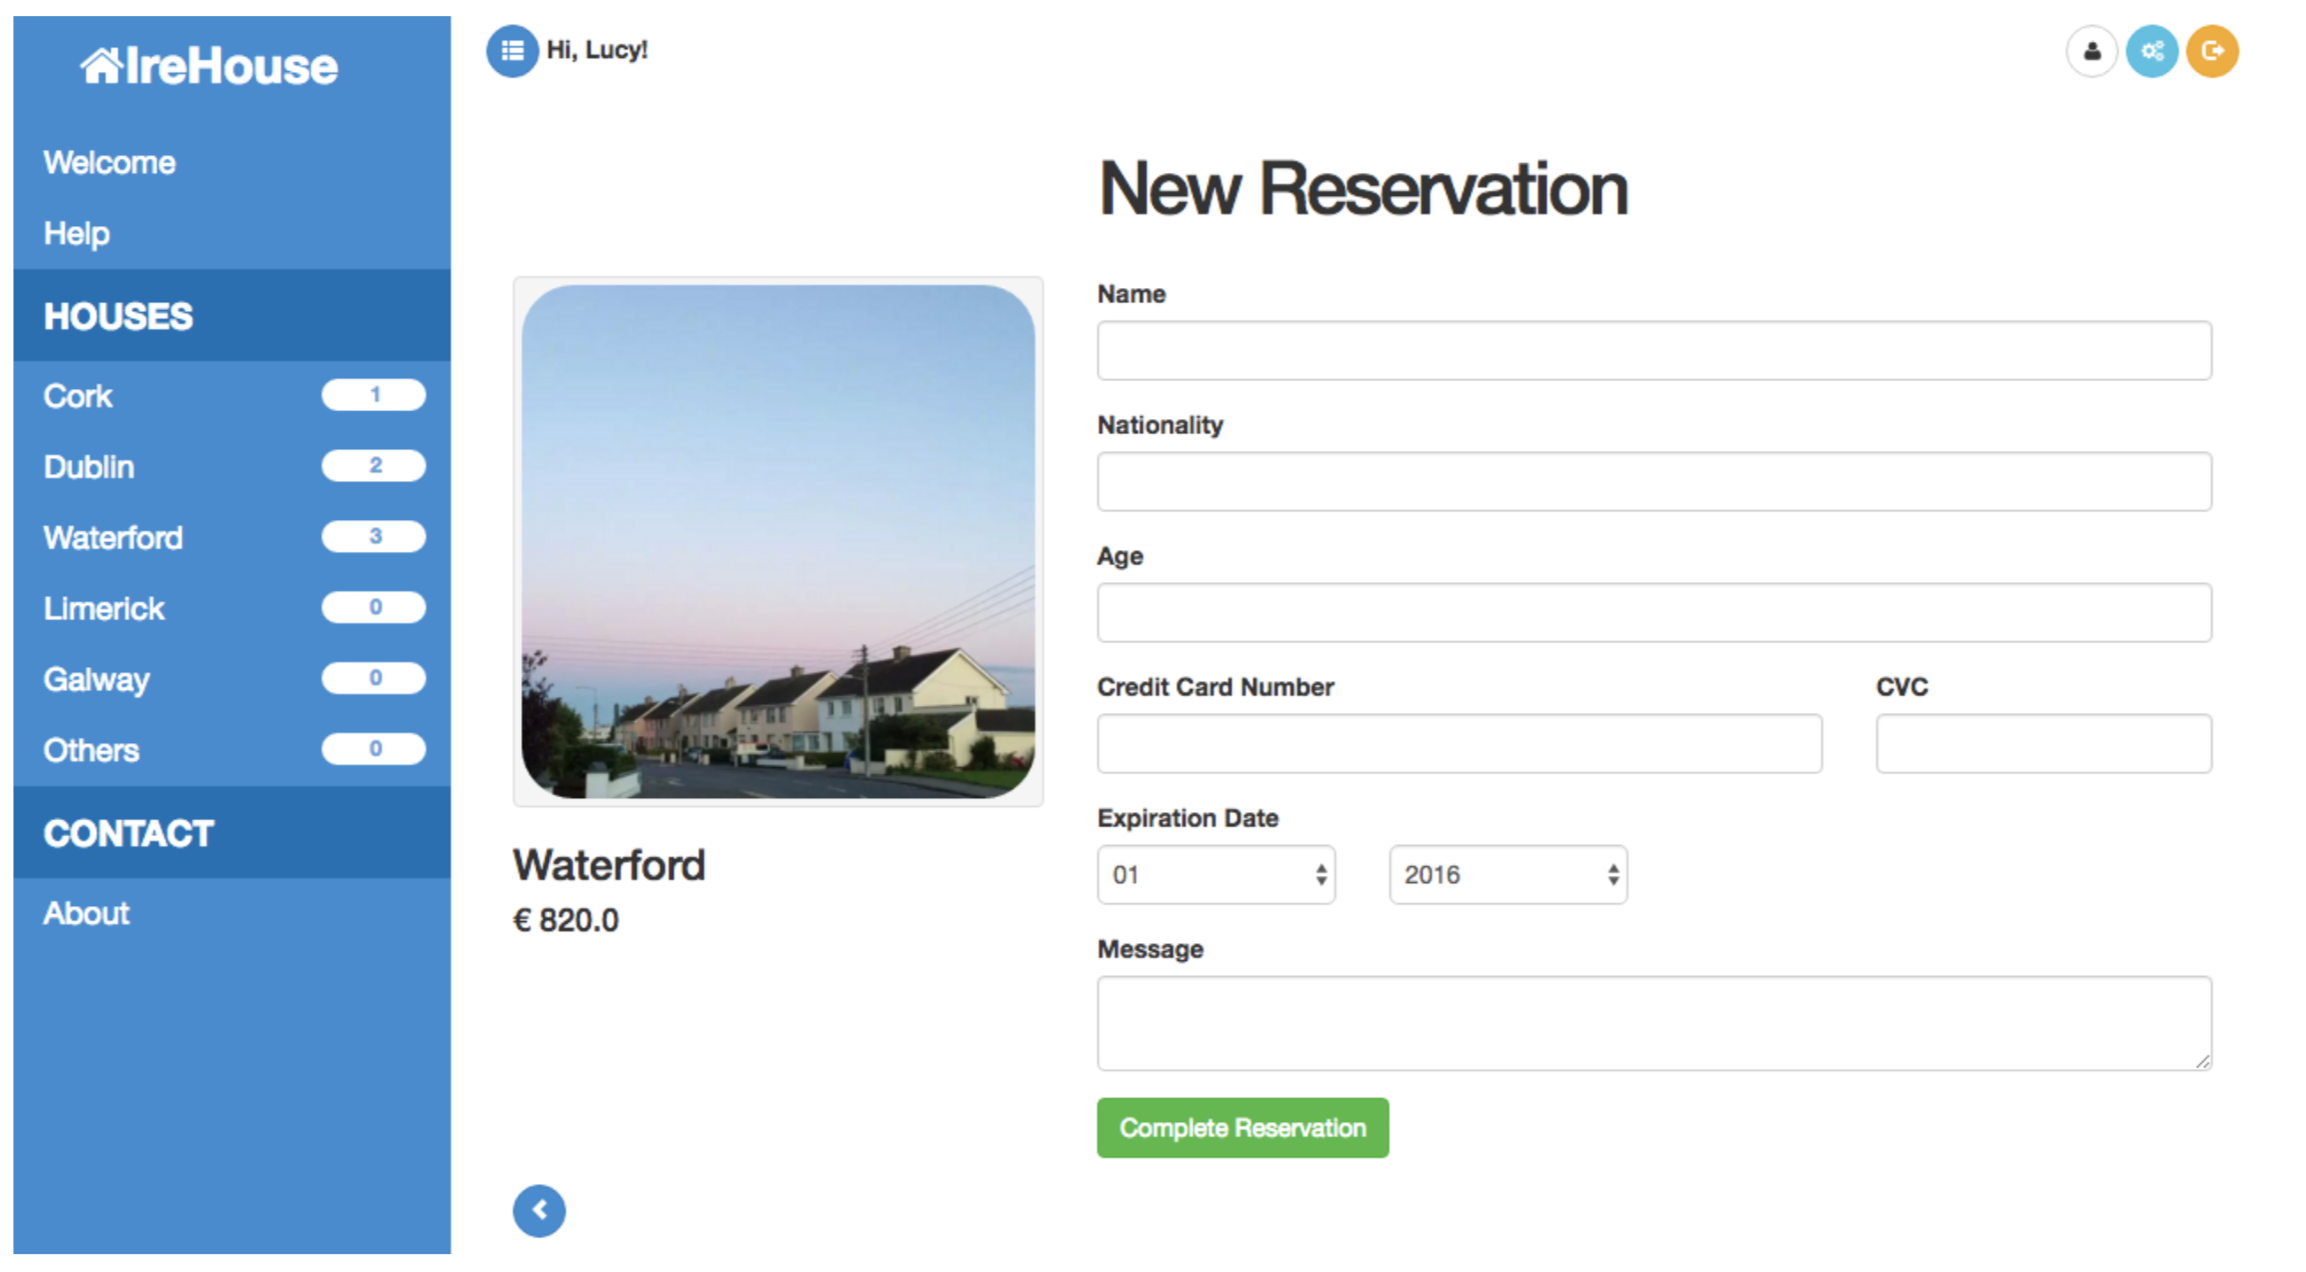 IreHouse
Hi, Lucy!
Welcome
Help
HOUSES
Cork 1
Dublin 2
Waterford 3
Limerick 0
Galway 0
Others 0
CONTACT
About
Waterford
€ 820.0
New Reservation
Name
Nationality
Age
Credit Card Number CVC
Expiration Date
01 2016
Message
Complete Reservation